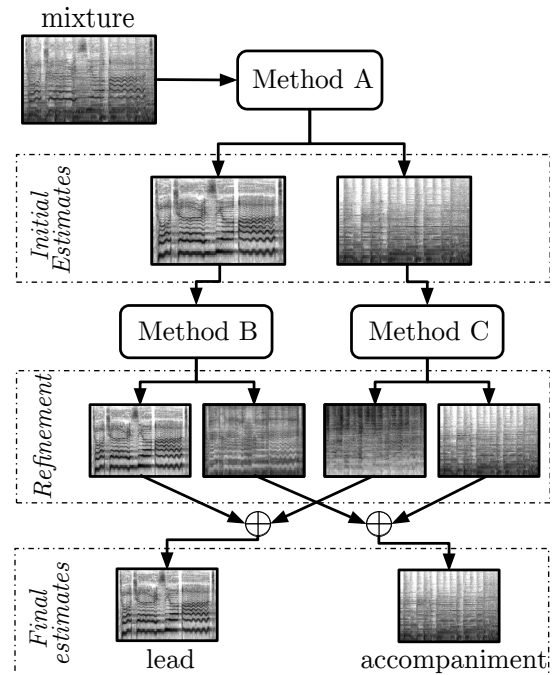 mixture
Method A
Initial
Estimates
Method B
Method C
Refinement
Final
estimates
lead
accompaniment